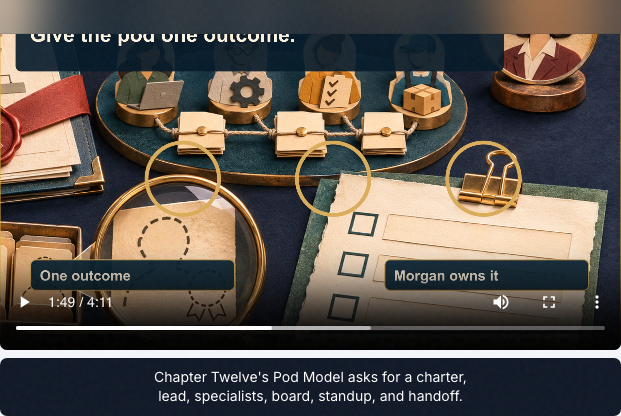 Give the pod one outcome.
One outcome
Morgan owns it
1:49 / 4:11
Chapter Twelve's Pod Model asks for a charter,
lead, specialists, board, standup, and handoff.